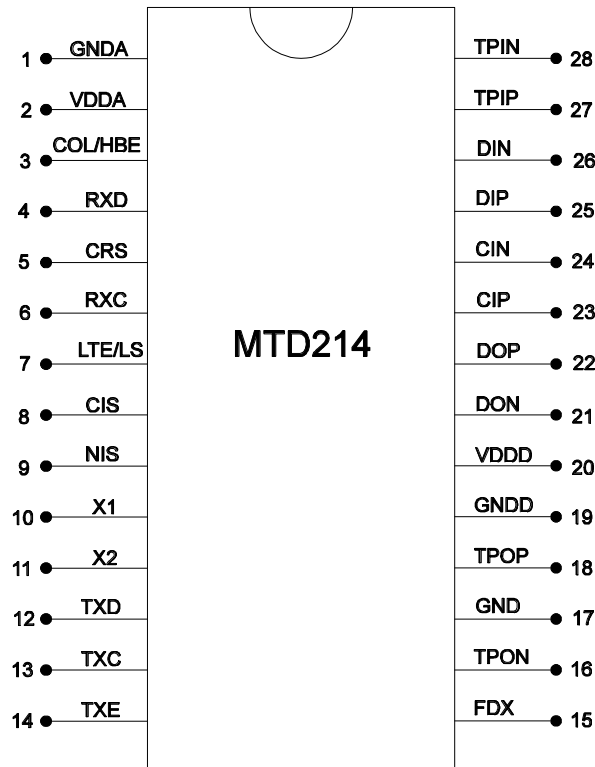 1 GNDA TPIN 28
2 VDDA TPIP 27
3 COL/HBE DIN 26
4 RXD DIP 25
5 CRS CIN 24
6 RXC CIP 23
MTD214
7 LTE/LS DOP 22
8 CIS DON 21
9 NIS VDDD 20
10 X1 GNDD 19
11 X2 TPOP 18
12 TXD GND 17
13 TXC TPON 16
14 TXE FDX 15